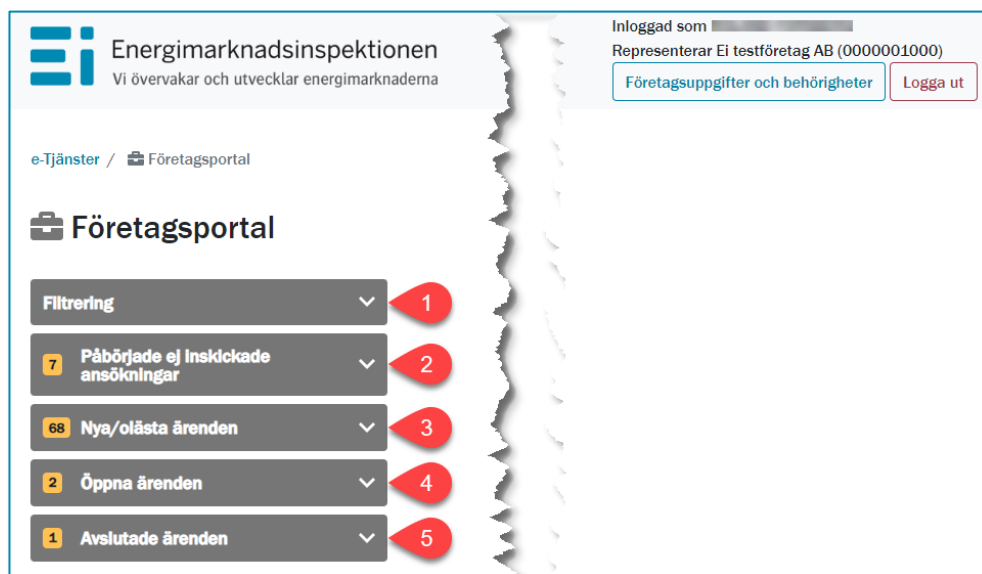 Energimarknadsinspektionen
Vi övervakar och utvecklar energimarknaderna
Inloggad som
Representerar Ei testföretag AB (0000001000)
Företagsuppgifter och behörigheter
Logga ut
e-Tjänster / Företagsportal
Företagsportal
Filtrering
1
7
Påbörjade ej inskickade
ansökningar
2
68 Nya/olästa ärenden
3
2 Öppna ärenden
4
1 Avslutade ärenden
5